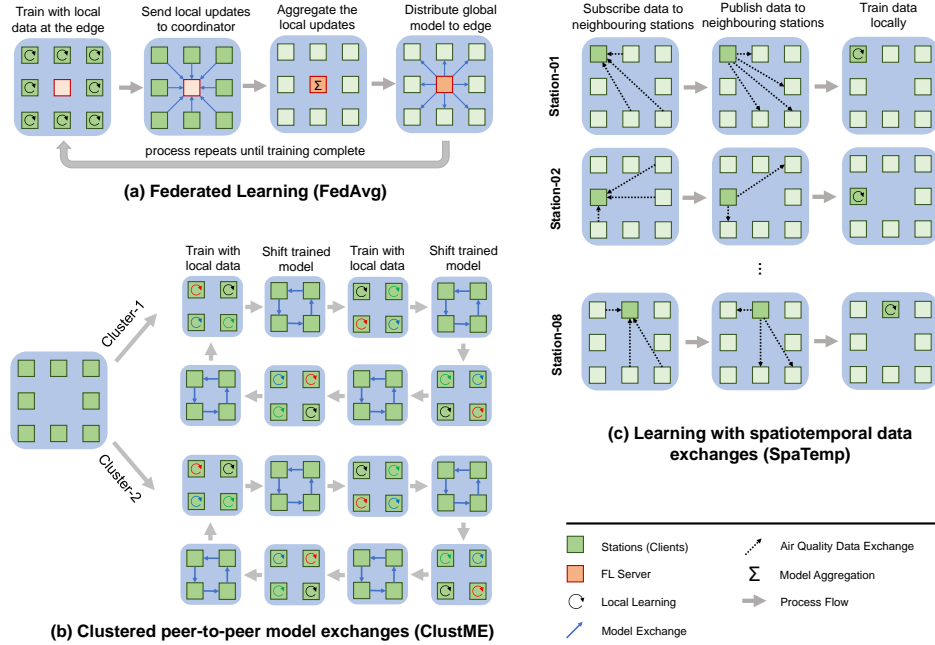 Train with local
data at the edge
Send local updates
to coordinator
Aggregate the
local updates
Distribute global
model to edge
Σ
process repeats until training complete
(a) Federated Learning (FedAvg)
Train with
local data
Shift trained
model
Train with
local data
Shift trained
model
Cluster-1
Cluster-2
(b) Clustered peer-to-peer model exchanges (ClustME)
Subscribe data to
neighbouring stations
Publish data to
neighbouring stations
Train data
locally
Station-01
Station-02
...
Station-08
(c) Learning with spatiotemporal data
exchanges (SpaTemp)
Stations (Clients)
FL Server
Local Learning
Model Exchange
Air Quality Data Exchange
Σ Model Aggregation
Process Flow